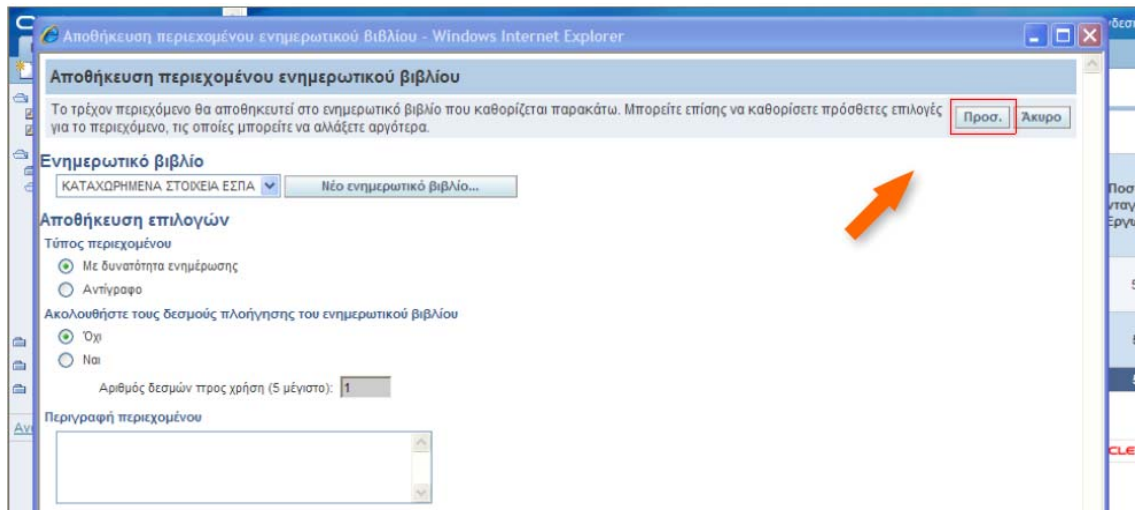 Αποθήκευση περιεχομένου ενημερωτικού βιβλίου - Windows Internet Explorer
Αποθήκευση περιεχομένου ενημερωτικού βιβλίου
Το τρέχον περιεχόμενο θα αποθηκευτεί στο ενημερωτικό βιβλίο που καθορίζεται παρακάτω. Μπορείτε επίσης να καθορίσετε πρόσθετες επιλογές
για το περιεχόμενο, τις οποίες μπορείτε να αλλάξετε αργότερα.
Προσ. Άκυρο
Ενημερωτικό βιβλίο
ΚΑΤΑΧΩΡΗΜΕΝΑ ΣΤΟΙΧΕΙΑ ΕΣΠΑ Νέο ενημερωτικό βιβλίο...
Αποθήκευση επιλογών
Τύπος περιεχομένου
Με δυνατότητα ενημέρωσης
Αντίγραφο
Ακολουθήστε τους δεσμούς πλοήγησης του ενημερωτικού βιβλίου
Όχι
Ναι
Αριθμός δεσμών προς χρήση (5 μέγιστο): 1
Περιγραφή περιεχομένου